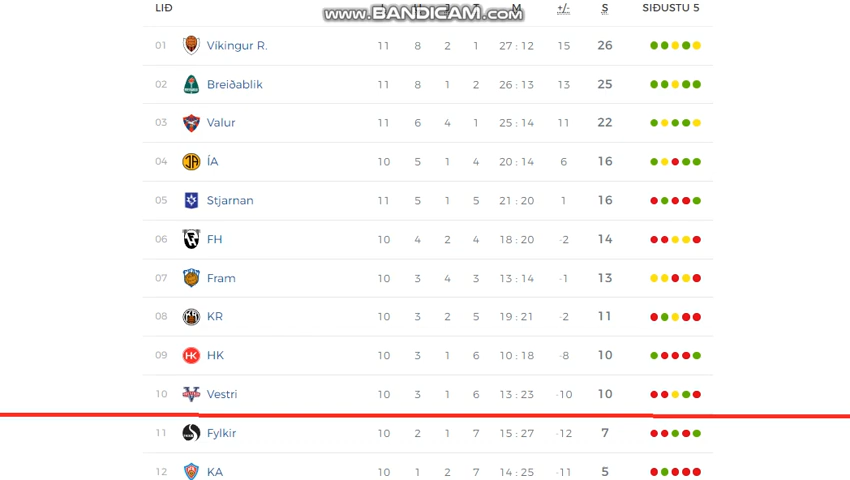 LIÐ www.BANDICAM.com +/- S SÍÐUSTU 5
01 Víkingur R. 11 8 2 1 27 : 12 15 26
02 Breiðablik 11 8 1 2 26 : 13 13 25
03 Valur 11 6 4 1 25 : 14 11 22
04 ÍA 10 5 1 4 20 : 14 6 16
05 Stjarnan 11 5 1 5 21 : 20 1 16
06 FH 10 4 2 4 18 : 20 -2 14
07 Fram 10 3 4 3 13 : 14 -1 13
08 KR 10 3 2 5 19 : 21 -2 11
09 HK 10 3 1 6 10 : 18 -8 10
10 Vestri 10 3 1 6 13 : 23 -10 10
11 Fylkir 10 2 1 7 15 : 27 -12 7
12 KA 10 1 2 7 14 : 25 -11 5